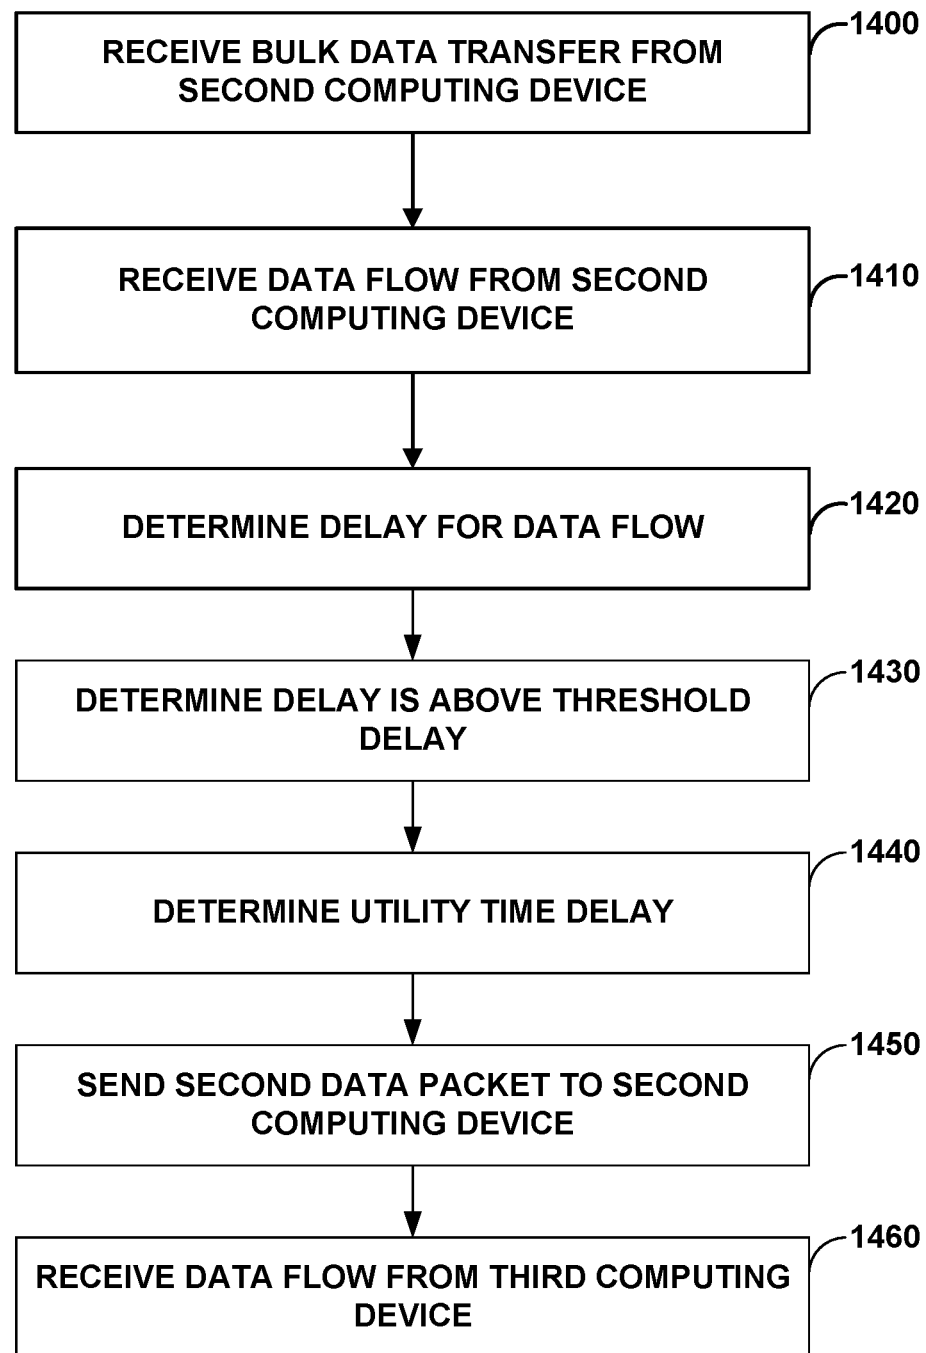 1400
RECEIVE BULK DATA TRANSFER FROM
SECOND COMPUTING DEVICE
1410
RECEIVE DATA FLOW FROM SECOND
COMPUTING DEVICE
1420
DETERMINE DELAY FOR DATA FLOW
1430
DETERMINE DELAY IS ABOVE THRESHOLD
DELAY
1440
DETERMINE UTILITY TIME DELAY
1450
SEND SECOND DATA PACKET TO SECOND
COMPUTING DEVICE
1460
RECEIVE DATA FLOW FROM THIRD COMPUTING
DEVICE